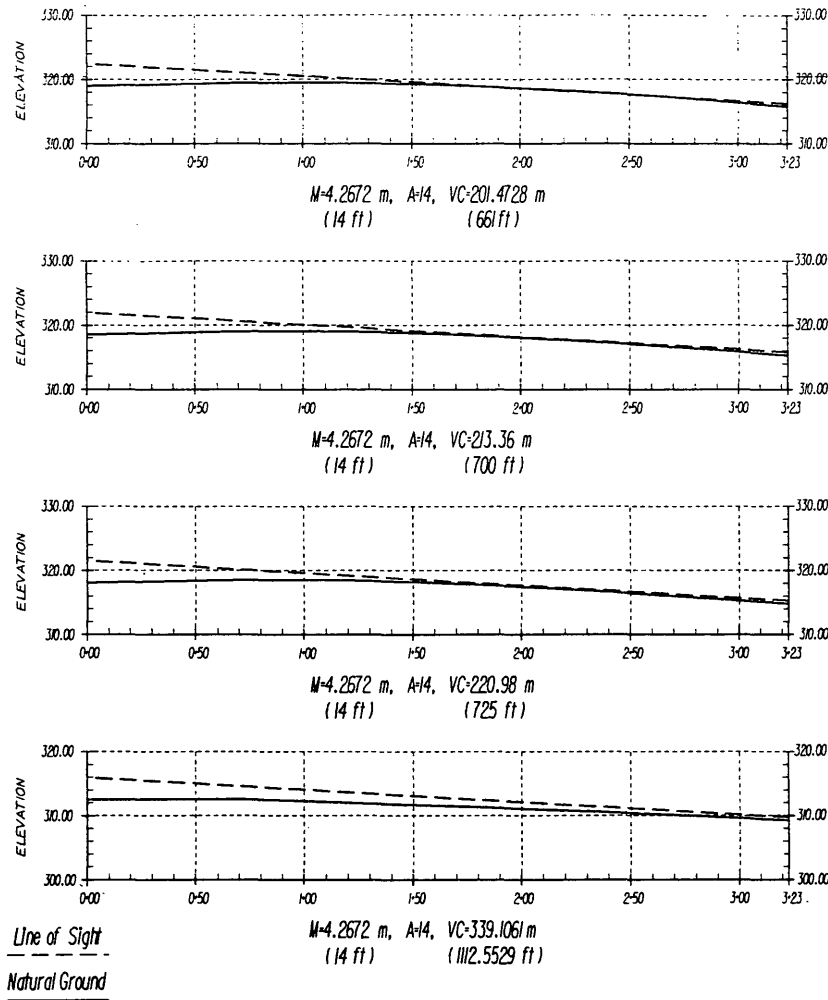 330.00 330.00
ELEVATION
320.00 320.00
310.00 310.00
0+00 0+50 1+00 1+50 2+00 2+50 3+00 3+23
M=4.2672 m, A=14, VC=201.4728 m
(14 ft) (661ft)
330.00 330.00
ELEVATION
320.00 320.00
310.00 310.00
0+00 0+50 1+00 1+50 2+00 2+50 3+00 3+23
M=4.2672 m, A=14, VC=213.36 m
(14 ft) (700 ft)
330.00 330.00
ELEVATION
320.00 320.00
310.00 310.00
0+00 0+50 1+00 1+50 2+00 2+50 3+00 3+23
M=4.2672 m, A=14, VC=220.98 m
(14 ft) (725 ft)
320.00 320.00
ELEVATION
310.00 310.00
300.00 300.00
0+00 0+50 1+00 1+50 2+00 2+50 3+00 3+23
M=4.2672 m, A=14, VC=339.1061 m
(14 ft) (1112.5529 ft)
Line of Sight
Natural Ground